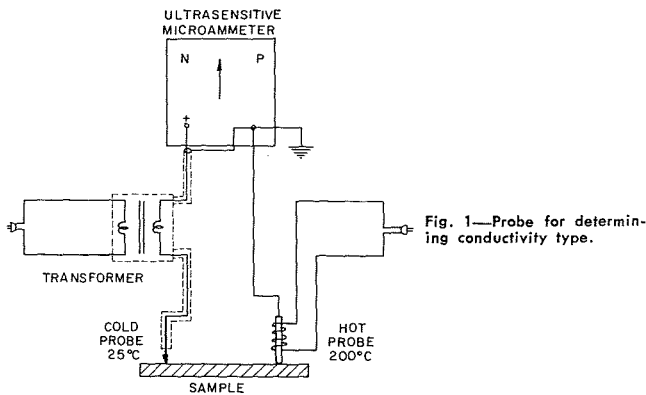 ULTRASENSITIVE
MICROAMMETER
N P
+
TRANSFORMER
COLD
PROBE
25°C
HOT
PROBE
200°C
SAMPLE
Fig. 1—Probe for determin-
ing conductivity type.